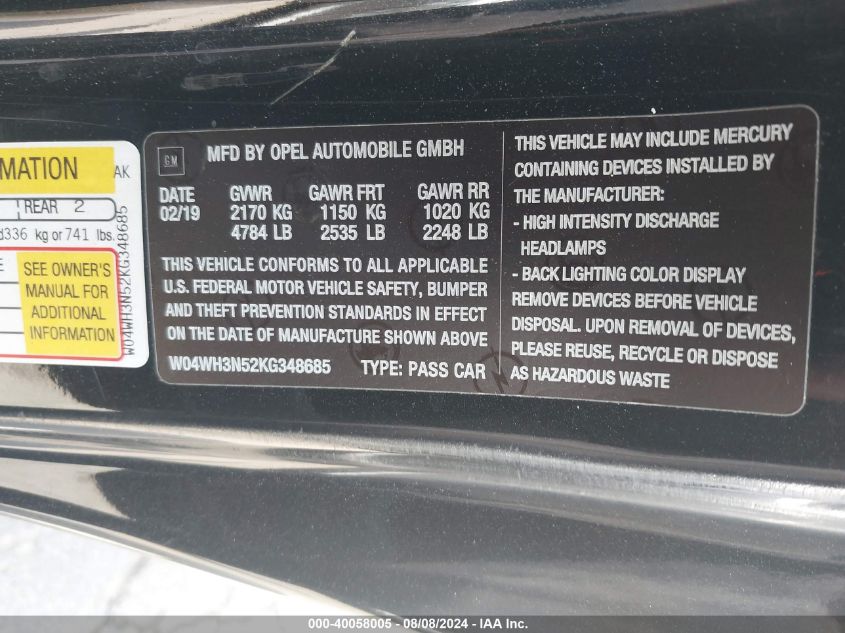 MATION
AK
REAR 2
336 kg or 741 lbs.
SEE OWNER'S
MANUAL FOR
ADDITIONAL
INFORMATION
W04WH3N52KG348685
GM
MFD BY OPEL AUTOMOBILE GMBH
DATE GVWR GAWR FRT GAWR RR
02/19 2170 KG 1150 KG 1020 KG
4784 LB 2535 LB 2248 LB
THIS VEHICLE CONFORMS TO ALL APPLICABLE
U.S. FEDERAL MOTOR VEHICLE SAFETY, BUMPER
AND THEFT PREVENTION STANDARDS IN EFFECT
ON THE DATE OF MANUFACTURE SHOWN ABOVE
W04WH3N52KG348685 TYPE: PASS CAR
THIS VEHICLE MAY INCLUDE MERCURY
CONTAINING DEVICES INSTALLED BY
THE MANUFACTURER:
- HIGH INTENSITY DISCHARGE
HEADLAMPS
- BACK LIGHTING COLOR DISPLAY
REMOVE DEVICES BEFORE VEHICLE
DISPOSAL. UPON REMOVAL OF DEVICES,
PLEASE REUSE, RECYCLE OR DISPOSE
AS HAZARDOUS WASTE
000-40058005 - 08/08/2024 - IAA Inc.